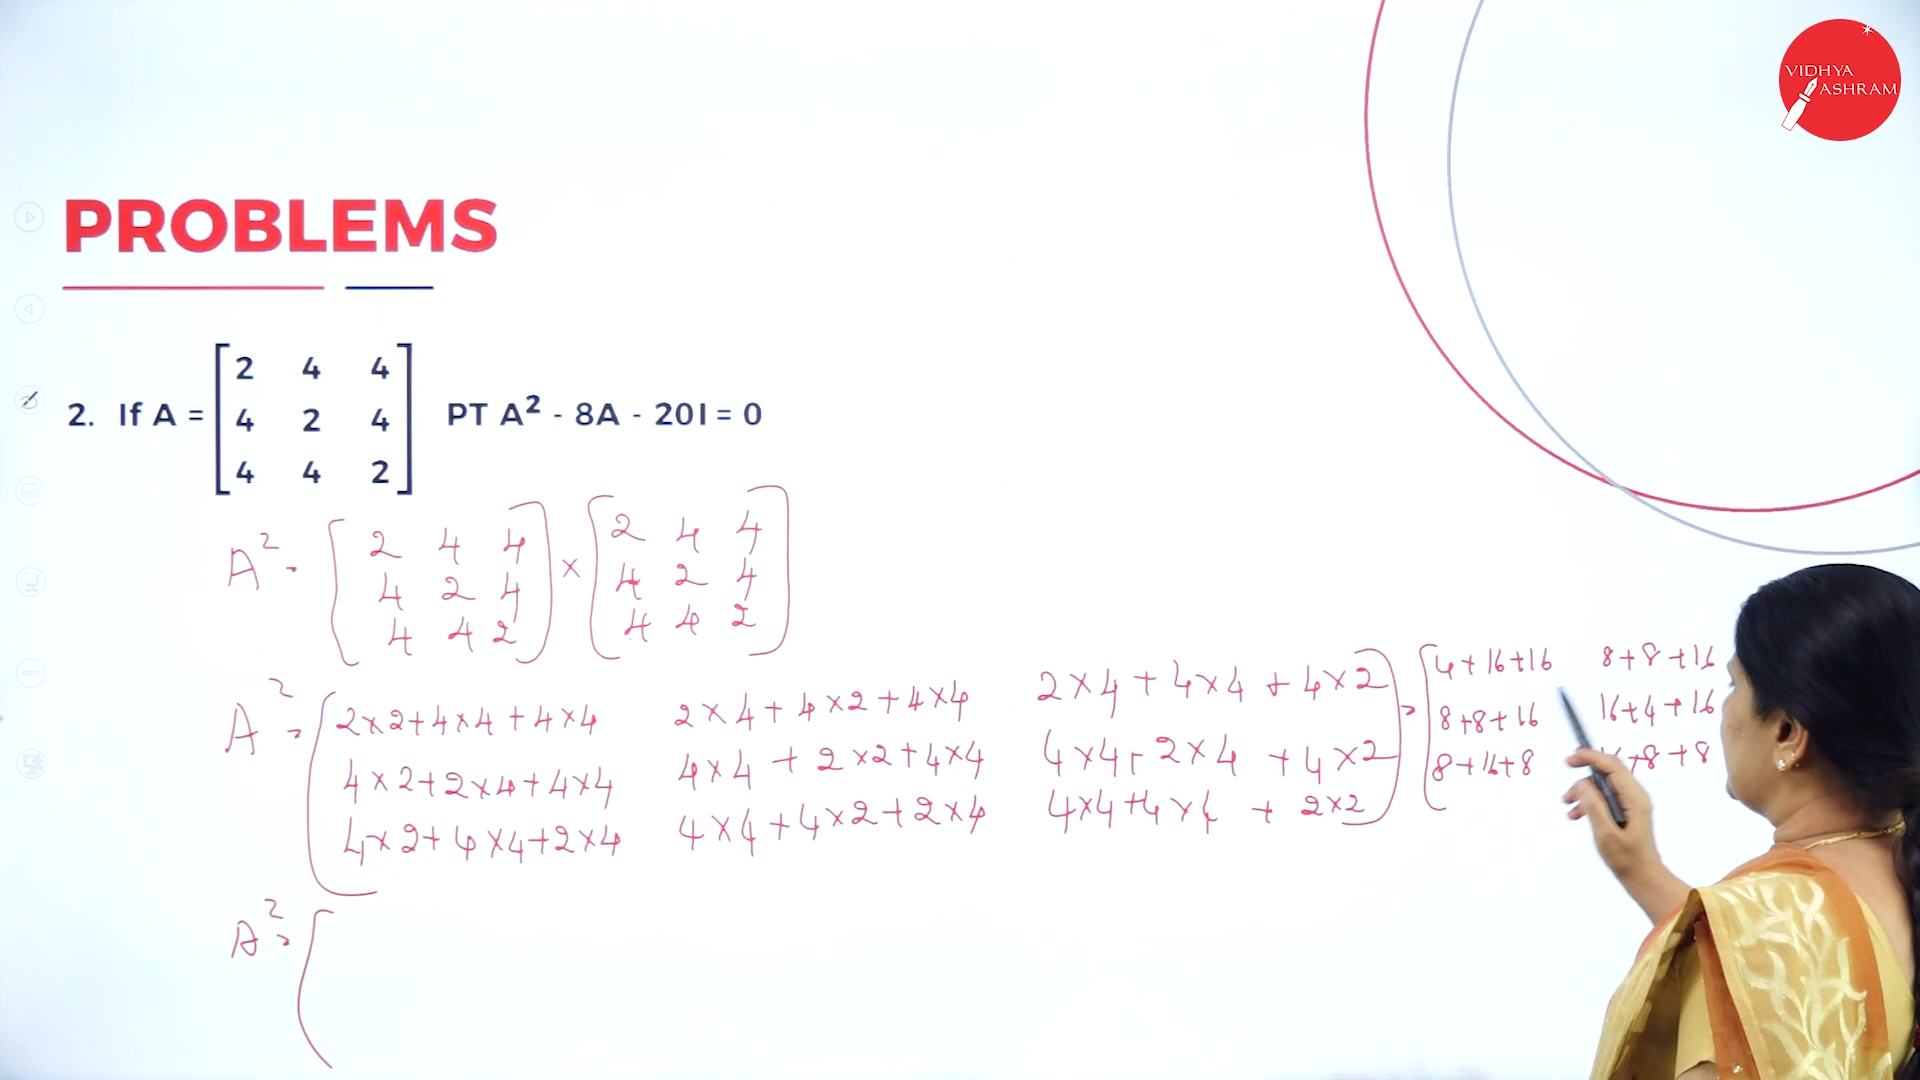 VIDHYA
ASHRAM
PROBLEMS
2 4 4
2. If A = 4 2 4 PT A² - 8A - 20I = 0
4 4 2
A² = [2 4 4] × [2 4 4]
4 2 4 4 2 4
4 4 2 4 4 2
A² = [2×2+4×4+4×4 2×4+4×2+4×4 2×4+4×4+4×2] = [4+16+16 8+8+16
4×2+2×4+4×4 4×4+2×2+4×4 4×4+2×4+4×2 8+8+16 16+4+16
4×2+4×4+2×4 4×4+4×2+2×4 4×4+4×4+2×2 8+16+8 +8+8
A² = [